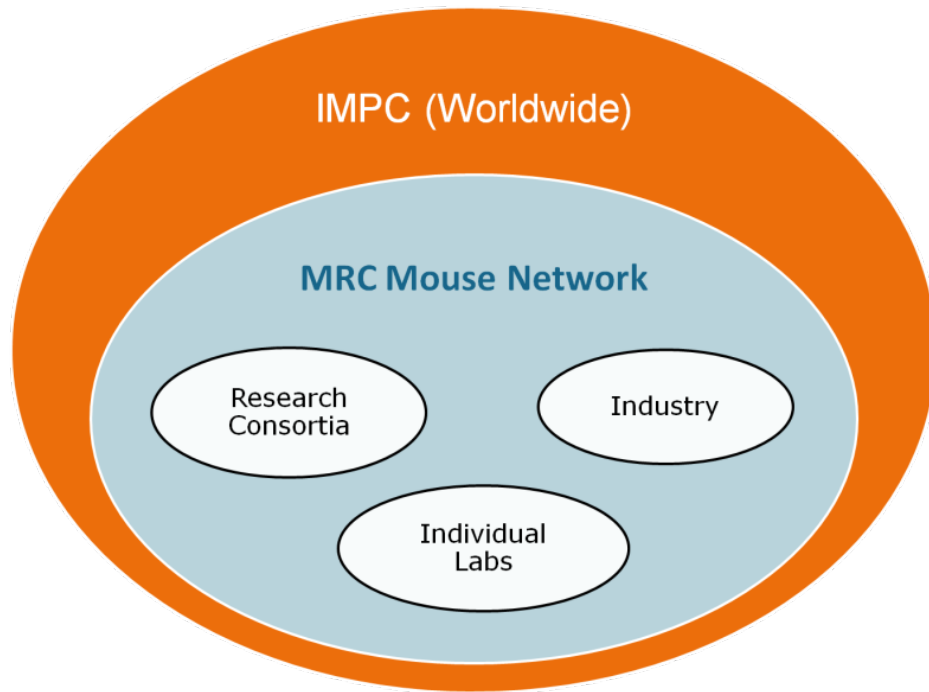 IMPC (Worldwide)
MRC Mouse Network
Research
Consortia
Industry
Individual
Labs